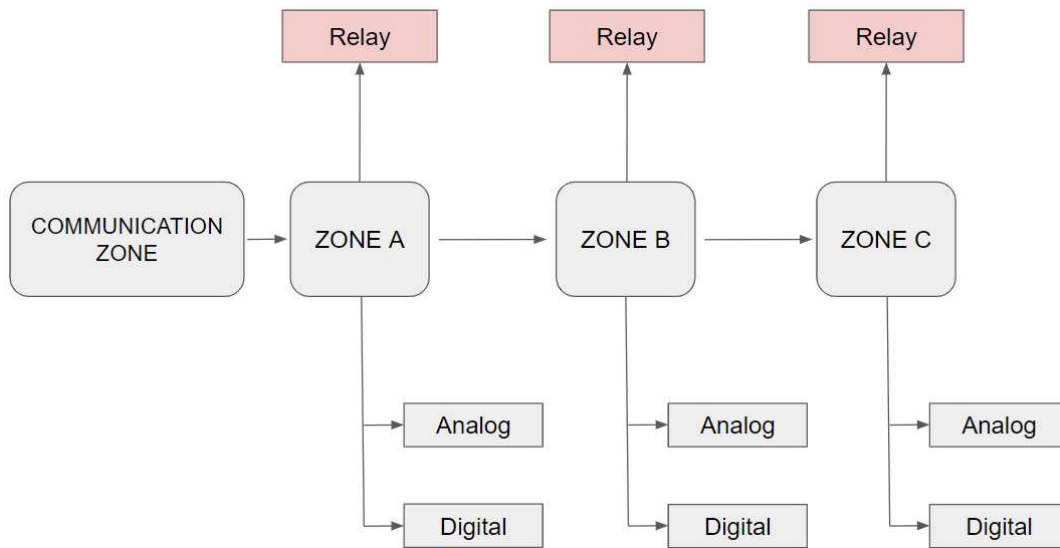 Relay
Relay
Relay
COMMUNICATION
ZONE
ZONE A
ZONE B
ZONE C
Analog
Analog
Analog
Digital
Digital
Digital